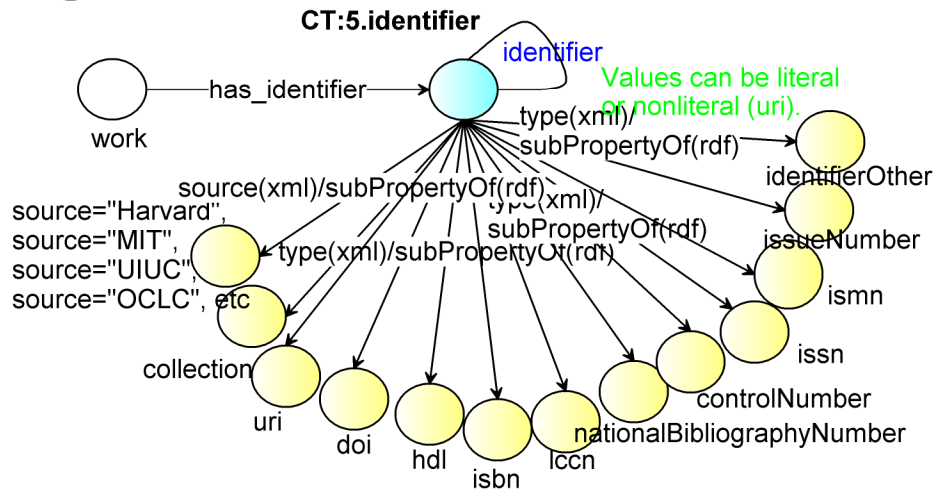 CT:5.identifier
identifier
Values can be literal
or nonliteral (uri).
has_identifier
work
type(xml)/
subPropertyOf(rdf)
identifierOther
source(xml)/subPropertyOf(rdf)
type(xml)/
subPropertyOf(rdf)
source="Harvard",
source="MIT",
source="UIUC",
source="OCLC", etc
type(xml)/subPropertyOf(rdf)
issueNumber
ismn
issn
collection
controlNumber
uri
doi
nationalBibliographyNumber
hdl
lccn
isbn